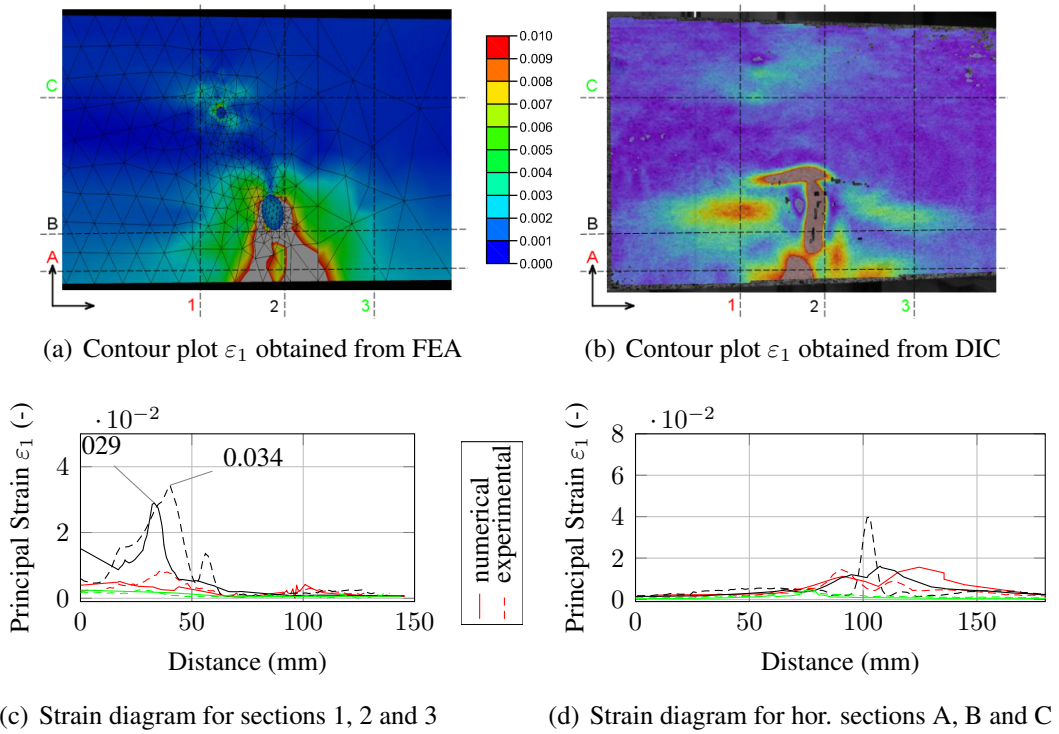 C
B
A
1
2
3
0.010
0.009
0.008
0.007
0.006
0.005
0.004
0.003
0.002
0.001
0.000
C
B
A
1
2
3
(a) Contour plot ε₁ obtained from FEA
(b) Contour plot ε₁ obtained from DIC
Principal Strain ε₁ (-)
· 10⁻²
029
0.034
4
2
0
0
50
100
150
Distance (mm)
numerical
experimental
Principal Strain ε₁ (-)
· 10⁻²
8
6
4
2
0
0
50
100
Distance (mm)
(c) Strain diagram for sections 1, 2 and 3
(d) Strain diagram for hor. sections A, B and C